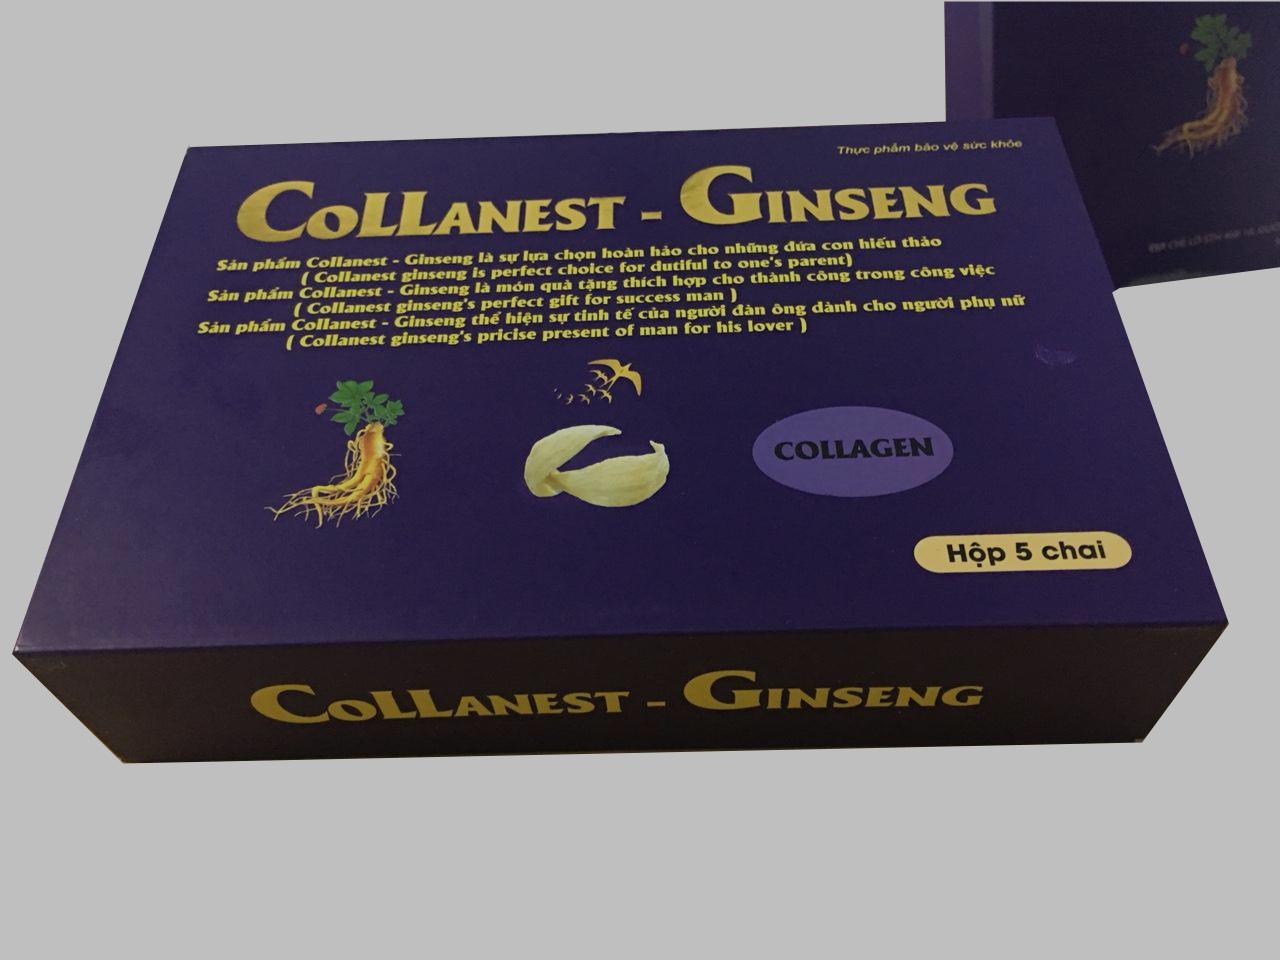 Thực phẩm bảo vệ sức khỏe
COLLANEST - GINSENG
Sản phẩm Collanest - Ginseng là sự lựa chọn hoàn hảo cho những đứa con hiếu thảo
( Collanest ginseng is perfect choice for dutiful to one's parent)
Sản phẩm Collanest - Ginseng là món quà tặng thích hợp cho thành công trong công việc
( Collanest ginseng's perfect gift for success man )
Sản phẩm Collanest - Ginseng thể hiện sự tinh tế của người đàn ông dành cho người phụ nữ
( Collanest ginseng's pricise present of man for his lover )
COLLAGEN
Hộp 5 chai
COLLANEST - GINSENG